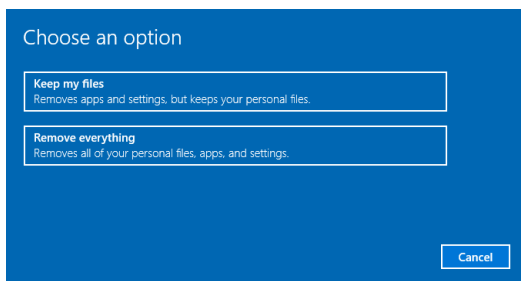 Choose an option
Keep my files
Removes apps and settings, but keeps your personal files.
Remove everything
Removes all of your personal files, apps, and settings.
Cancel